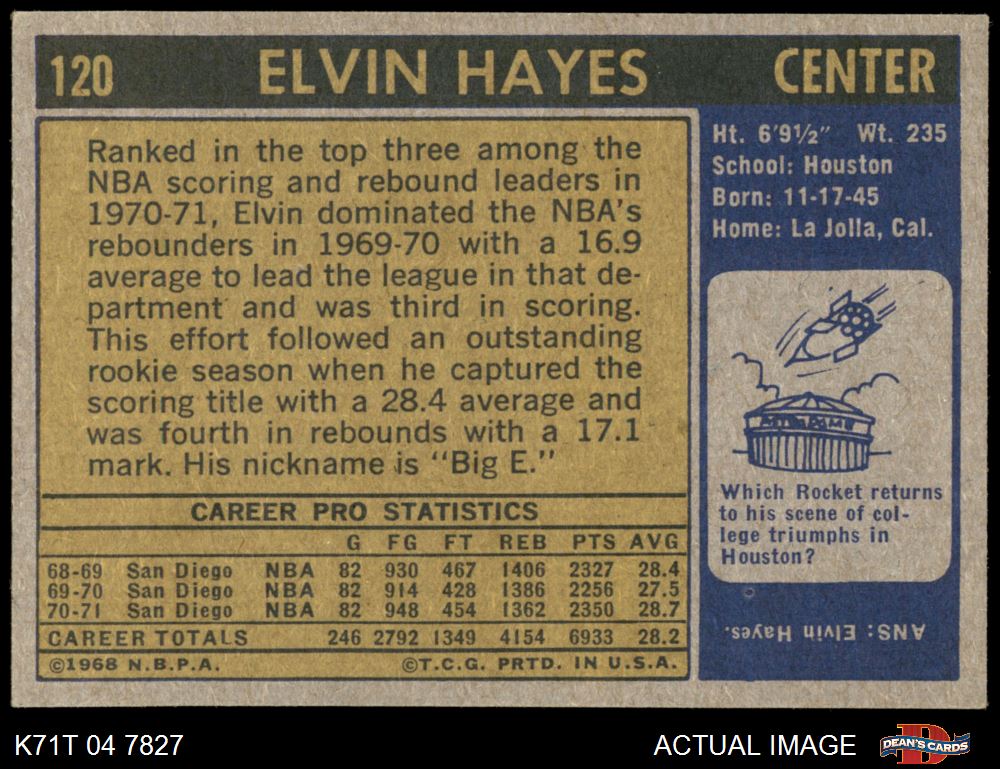 120 ELVIN HAYES CENTER
Ranked in the top three among the
NBA scoring and rebound leaders in
1970-71, Elvin dominated the NBA's
rebounders in 1969-70 with a 16.9
average to lead the league in that de-
partment and was third in scoring.
This effort followed an outstanding
rookie season when he captured the
scoring title with a 28.4 average and
was fourth in rebounds with a 17.1
mark. His nickname is "Big E."
CAREER PRO STATISTICS
G FG FT REB PTS AVG
68-69 San Diego NBA 82 930 467 1406 2327 28.4
69-70 San Diego NBA 82 914 428 1386 2256 27.5
70-71 San Diego NBA 82 948 454 1362 2350 28.7
CAREER TOTALS 246 2792 1349 4154 6933 28.2
©1968 N.B.P.A. ©T.C.G. PRTD. IN U.S.A.
Ht. 6'9½" Wt. 235
School: Houston
Born: 11-17-45
Home: La Jolla, Cal.
ASTRODOME
Which Rocket returns
to his scene of col-
lege triumphs in
Houston?
ANS: Elvin Hayes.
K71T 04 7827 ACTUAL IMAGE DEAN'S CARDS